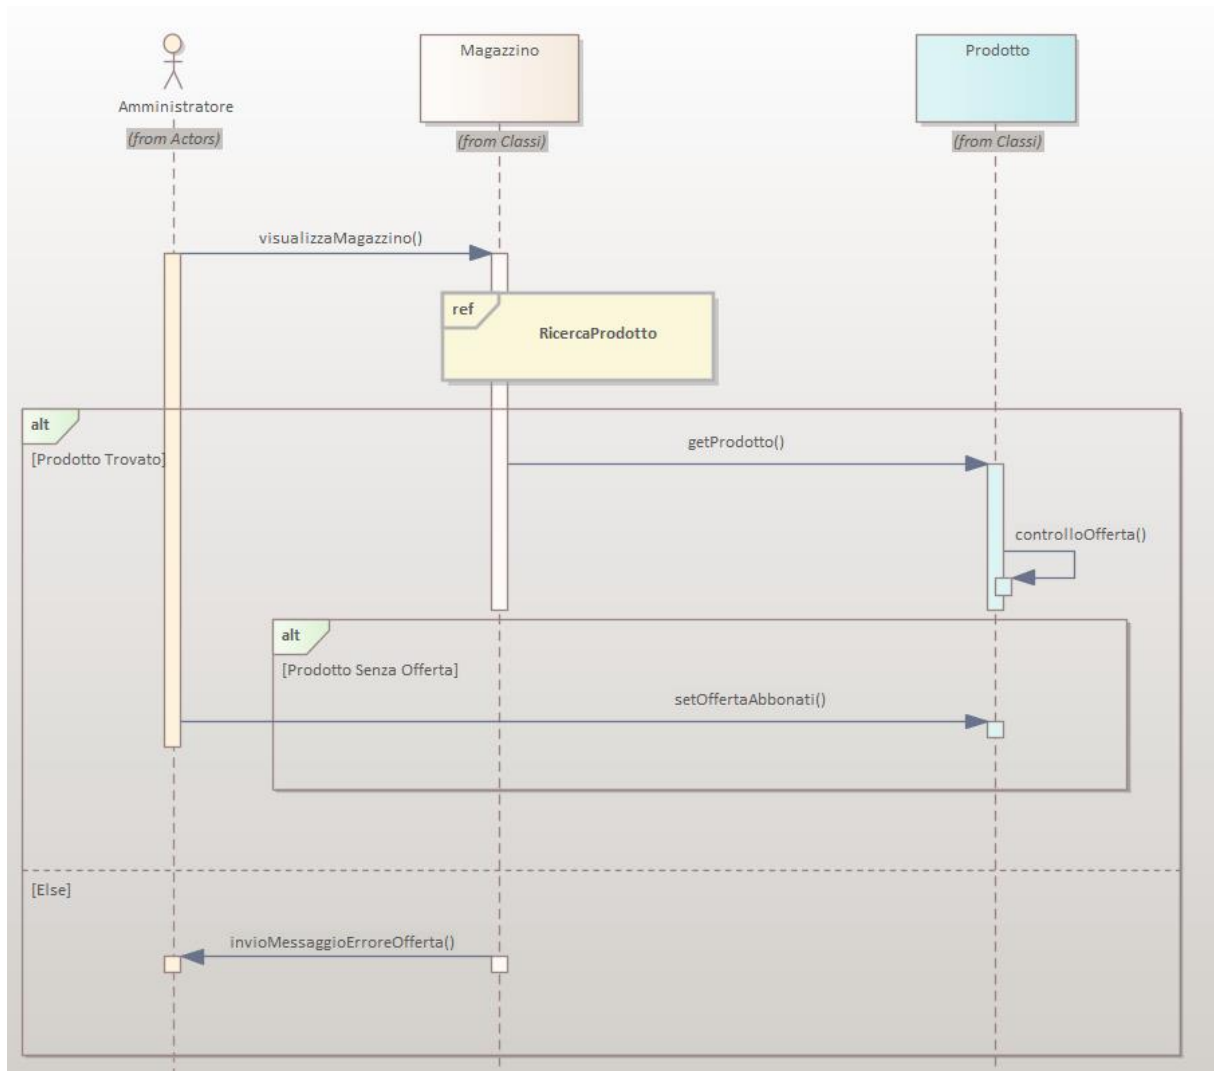 Magazzino
Prodotto
Amministratore
(from Actors)
(from Classi)
(from Classi)
visualizzaMagazzino()
ref
RicercaProdotto
alt
getProdotto()
[Prodotto Trovato]
controlloOfferta()
alt
[Prodotto Senza Offerta]
setOffertaAbbonati()
[Else]
invioMessaggioErroreOfferta()